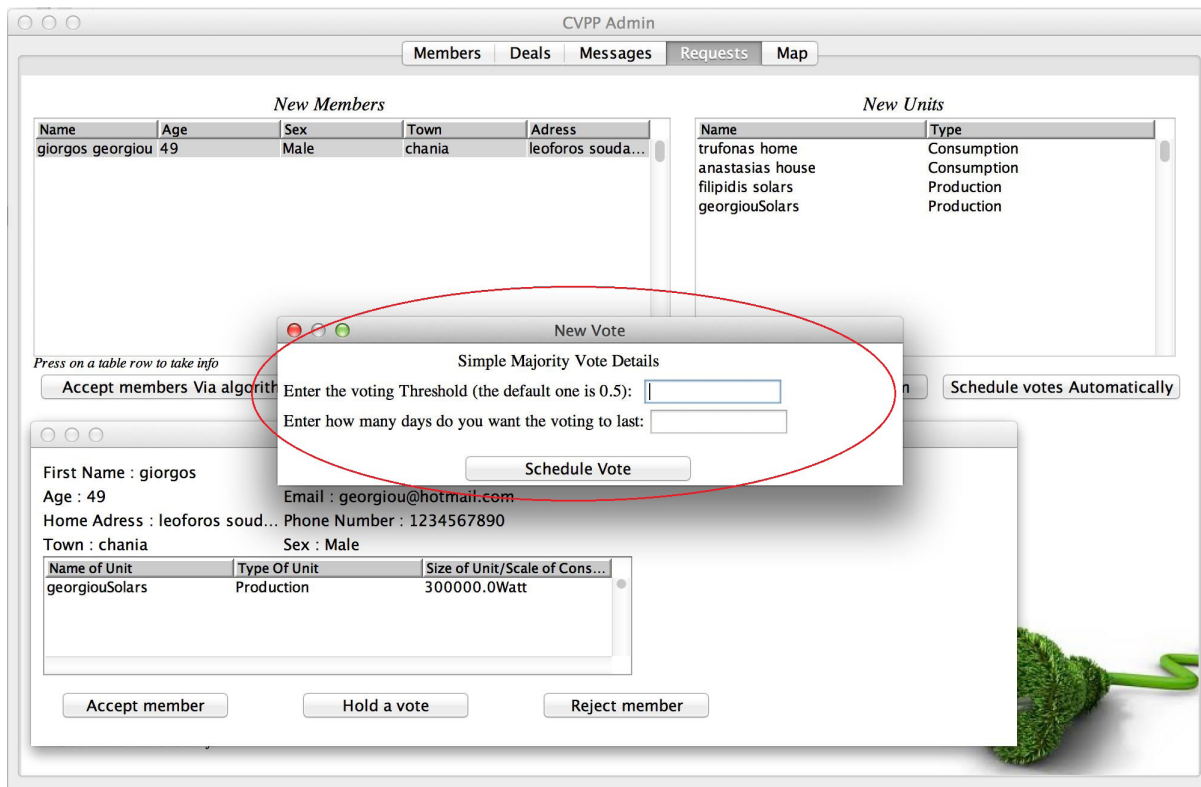 CVPP Admin
Members Deals Messages Requests Map
New Members
Name Age Sex Town Adress
giorgos georgiou 49 Male chania leoforos souda...
New Units
Name Type
trufonas home Consumption
anastasias house Consumption
filipidis solars Production
georgiouSolars Production
Press on a table row to take info
Accept members Via algorith
Schedule votes Automatically
New Vote
Simple Majority Vote Details
Enter the voting Threshold (the default one is 0.5):
Enter how many days do you want the voting to last:
Schedule Vote
First Name : giorgos
Age : 49 Email : georgiou@hotmail.com
Home Adress : leoforos soud... Phone Number : 1234567890
Town : chania Sex : Male
Name of Unit Type Of Unit Size of Unit/Scale of Cons...
georgiouSolars Production 300000.0Watt
Accept member Hold a vote Reject member